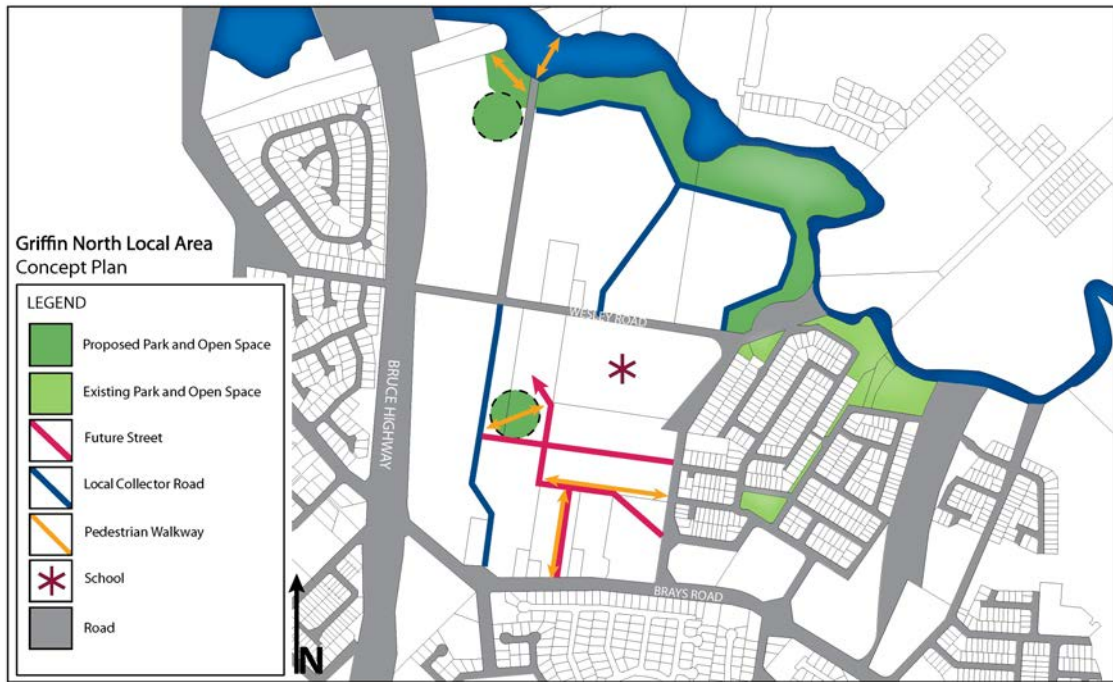 Griffin North Local Area
Concept Plan
LEGEND
Proposed Park and Open Space
Existing Park and Open Space
Future Street
Local Collector Road
Pedestrian Walkway
School
Road
N
BRUCE HIGHWAY
WESLEY ROAD
BRAYS ROAD